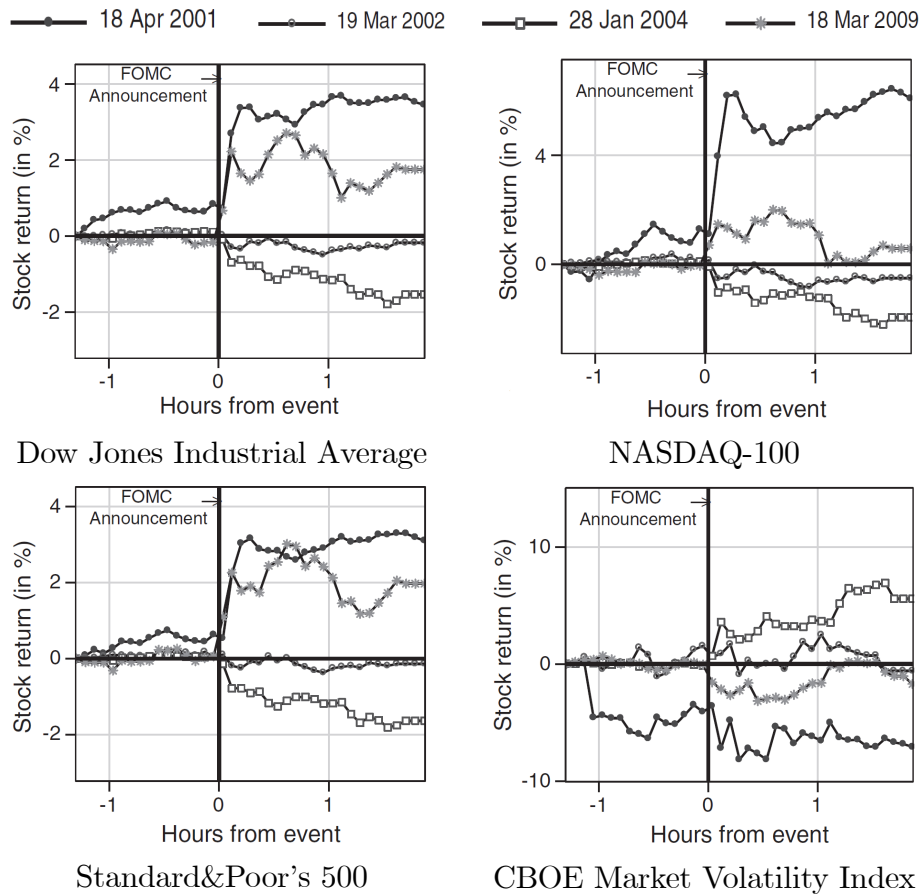 18 Apr 2001 19 Mar 2002 28 Jan 2004 18 Mar 2009
FOMC
Announcement
4
2
0
-2
Stock return (in %)
-1 0 1
Hours from event
Dow Jones Industrial Average
FOMC
Announcement
4
0
Stock return (in %)
-1 0 1
Hours from event
NASDAQ-100
FOMC
Announcement
4
2
0
-2
Stock return (in %)
-1 0 1
Hours from event
Standard&Poor's 500
FOMC
Announcement
10
0
-10
Stock return (in %)
-1 0 1
Hours from event
CBOE Market Volatility Index